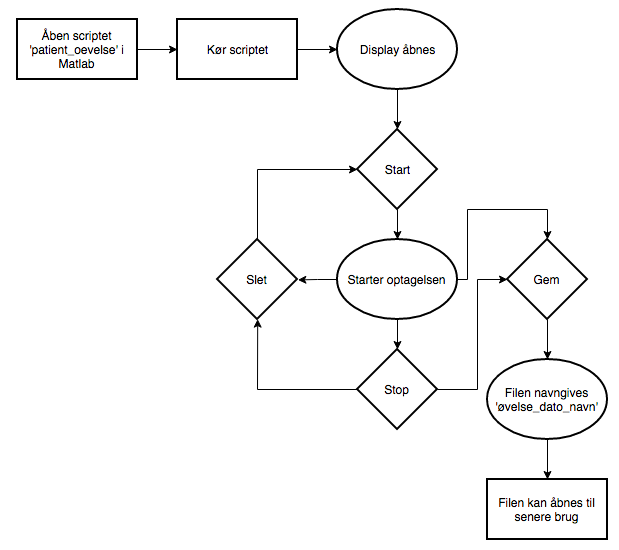 Åben scriptet
'patient_oevelse' i
Matlab
Kør scriptet
Display åbnes
Start
Slet
Starter optagelsen
Gem
Stop
Filen navngives
'øvelse_dato_navn'
Filen kan åbnes til
senere brug